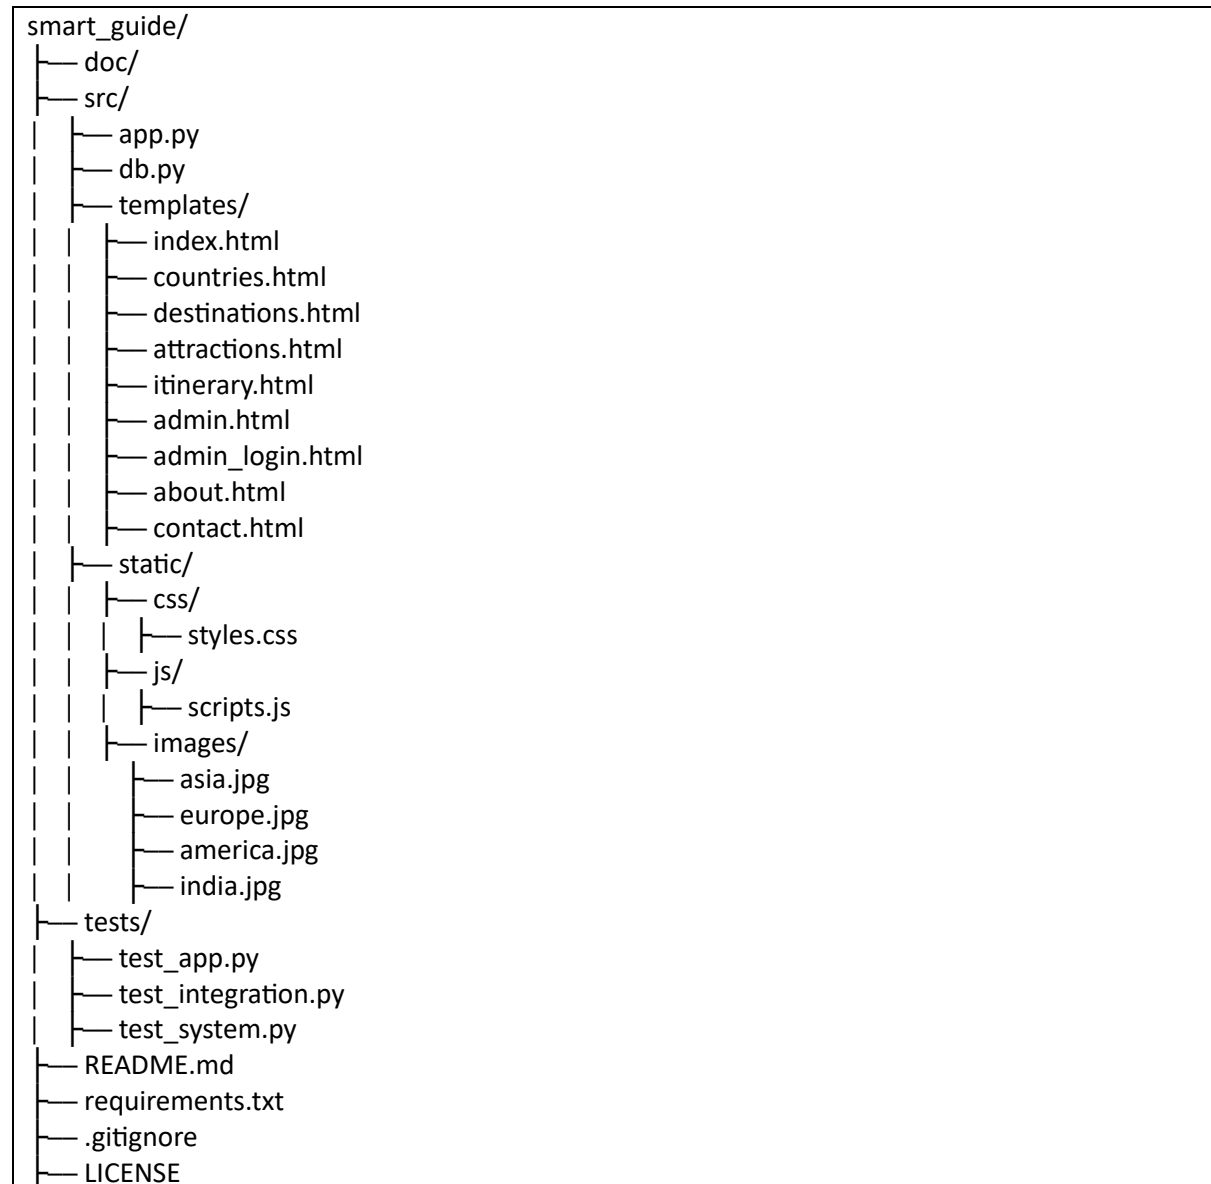 smart_guide/
├── doc/
├── src/
│ ├── app.py
│ ├── db.py
│ ├── templates/
│ │ ├── index.html
│ │ ├── countries.html
│ │ ├── destinations.html
│ │ ├── attractions.html
│ │ ├── itinerary.html
│ │ ├── admin.html
│ │ ├── admin_login.html
│ │ ├── about.html
│ │ ├── contact.html
│ ├── static/
│ │ ├── css/
│ │ │ ├── styles.css
│ │ ├── js/
│ │ │ ├── scripts.js
│ │ ├── images/
│ │ ├── asia.jpg
│ │ ├── europe.jpg
│ │ ├── america.jpg
│ │ ├── india.jpg
├── tests/
│ ├── test_app.py
│ ├── test_integration.py
│ ├── test_system.py
├── README.md
├── requirements.txt
├── .gitignore
├── LICENSE